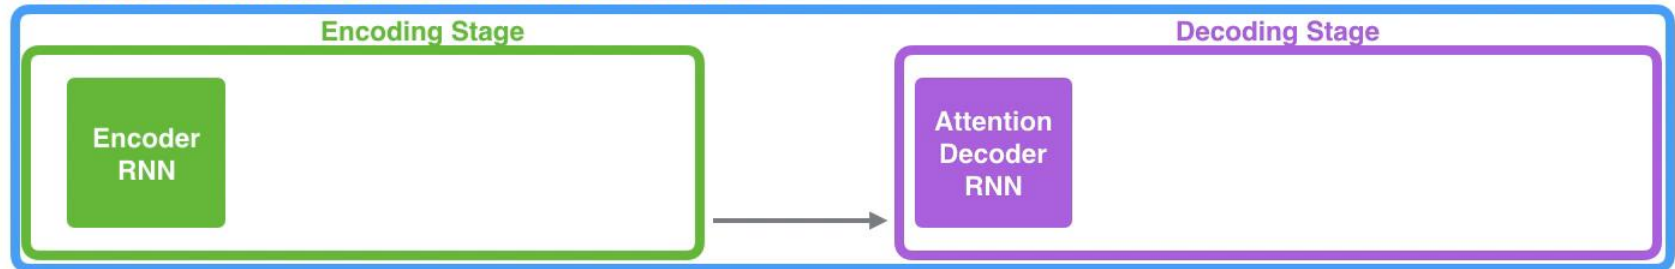 Encoding Stage
Decoding Stage
Encoder
RNN
Attention
Decoder
RNN